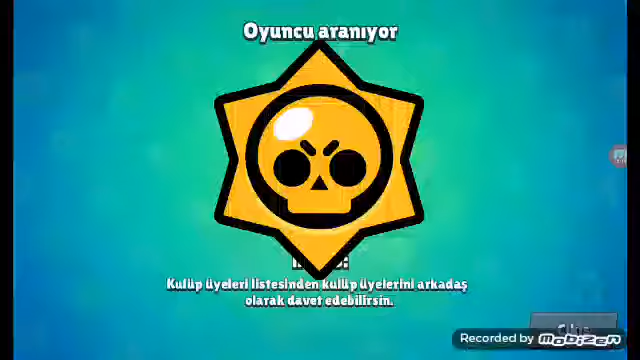 Oyuncu aranıyor
Kulüp üyeleri listesinden kulüp üyelerini arkadaş
olarak davet edebilirsin.
Recorded by MOBIZEN